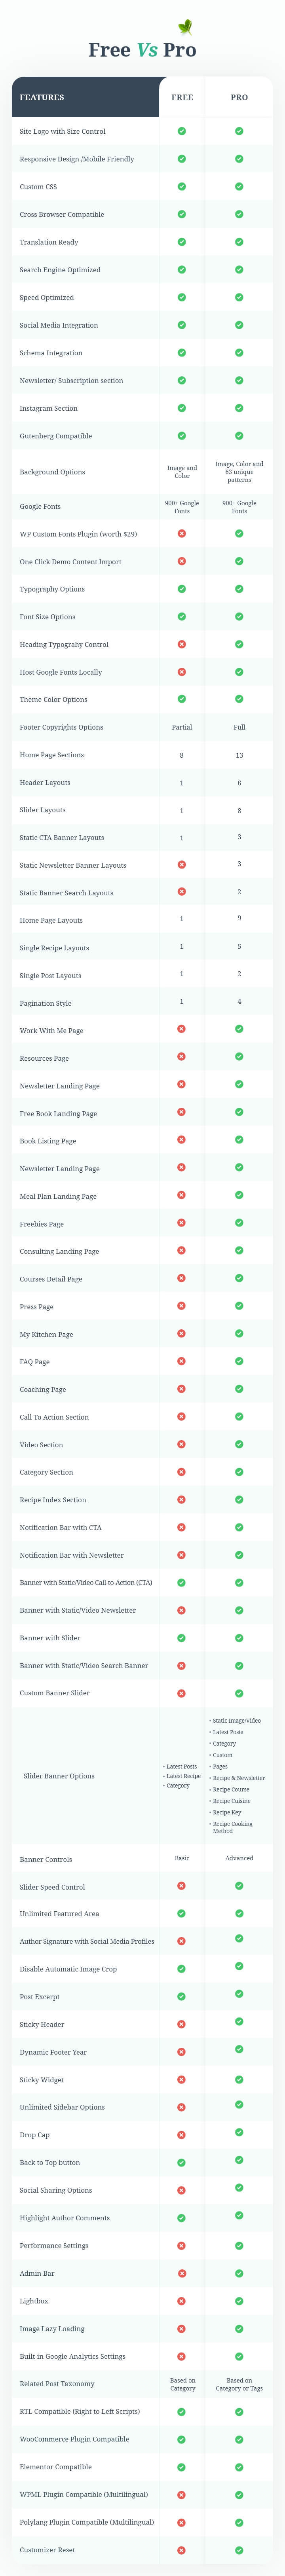 Free Vs Pro
FEATURES FREE PRO
Site Logo with Size Control
Responsive Design /Mobile Friendly
Custom CSS
Cross Browser Compatible
Translation Ready
Search Engine Optimized
Speed Optimized
Social Media Integration
Schema Integration
Newsletter/ Subscription section
Instagram Section
Gutenberg Compatible
Background Options
Image and
Color
Image, Color and
63 unique
patterns
Google Fonts
900+ Google
Fonts
900+ Google
Fonts
WP Custom Fonts Plugin (worth $29)
One Click Demo Content Import
Typography Options
Font Size Options
Heading Typograhy Control
Host Google Fonts Locally
Theme Color Options
Footer Copyrights Options Partial Full
Home Page Sections 8 13
Header Layouts 1 6
Slider Layouts 1 8
Static CTA Banner Layouts 1 3
Static Newsletter Banner Layouts 3
Static Banner Search Layouts 2
Home Page Layouts 1 9
Single Recipe Layouts 1 5
Single Post Layouts 1 2
Pagination Style 1 4
Work With Me Page
Resources Page
Newsletter Landing Page
Free Book Landing Page
Book Listing Page
Newsletter Landing Page
Meal Plan Landing Page
Freebies Page
Consulting Landing Page
Courses Detail Page
Press Page
My Kitchen Page
FAQ Page
Coaching Page
Call To Action Section
Video Section
Category Section
Recipe Index Section
Notification Bar with CTA
Notification Bar with Newsletter
Banner with Static/Video Call-to-Action (CTA)
Banner with Static/Video Newsletter
Banner with Slider
Banner with Static/Video Search Banner
Custom Banner Slider
Slider Banner Options
• Latest Posts
• Latest Recipe
• Category
• Static Image/Video
• Latest Posts
• Category
• Custom
• Pages
• Recipe & Newsletter
• Recipe Course
• Recipe Cuisine
• Recipe Key
• Recipe Cooking
Method
Banner Controls Basic Advanced
Slider Speed Control
Unlimited Featured Area
Author Signature with Social Media Profiles
Disable Automatic Image Crop
Post Excerpt
Sticky Header
Dynamic Footer Year
Sticky Widget
Unlimited Sidebar Options
Drop Cap
Back to Top button
Social Sharing Options
Highlight Author Comments
Performance Settings
Admin Bar
Lightbox
Image Lazy Loading
Built-in Google Analytics Settings
Related Post Taxonomy
Based on
Category
Based on
Category or Tags
RTL Compatible (Right to Left Scripts)
WooCommerce Plugin Compatible
Elementor Compatible
WPML Plugin Compatible (Multilingual)
Polylang Plugin Compatible (Multilingual)
Customizer Reset